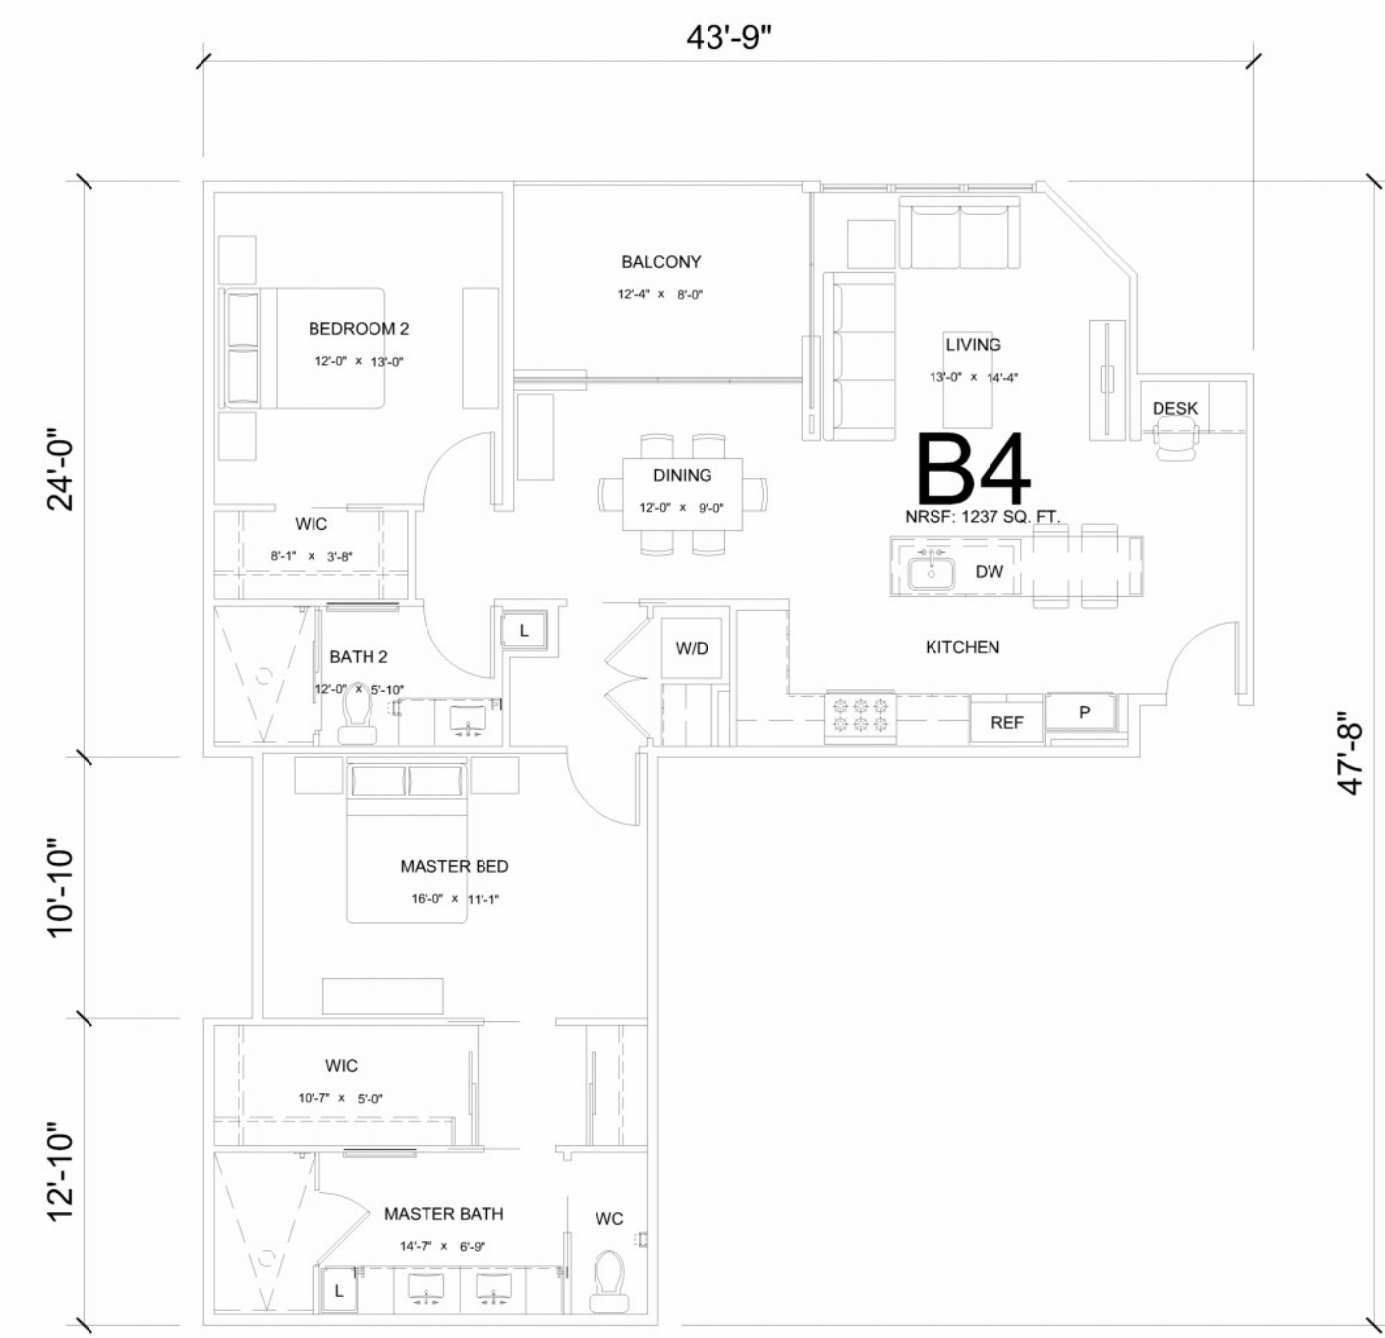 43'-9"
BALCONY
12'-4" x 8'-0"
BEDROOM 2
12'-0" x 13'-0"
LIVING
13'-0" x 14'-4"
DESK
24'-0"
B4
NRSF: 1237 SQ. FT.
DINING
12'-0" x 9'-0"
WIC
8'-1" x 3'-8"
DW
L
W/D
KITCHEN
BATH 2
12'-0" x 5'-10"
REF
P
47'-8"
MASTER BED
16'-0" x 11'-1"
10'-10"
WIC
10'-7" x 5'-0"
12'-10"
MASTER BATH
14'-7" x 6'-9"
WC
L